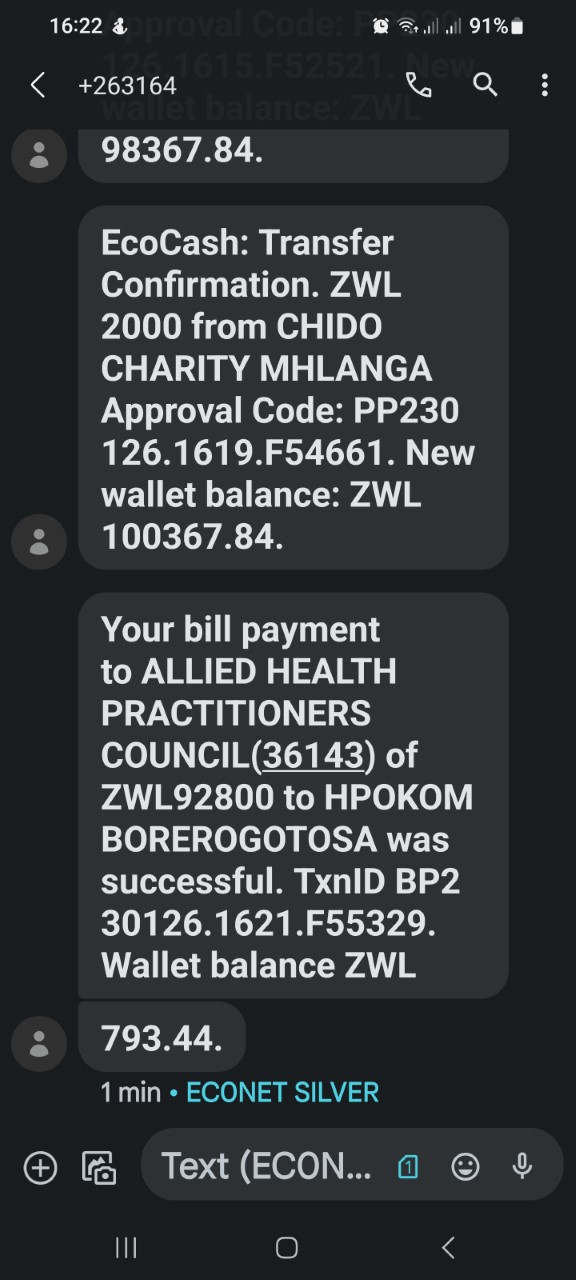 16:22 91%
Approval Code: PP230
126.1615.F52521. New
+263164
wallet balance: ZWL
98367.84.
EcoCash: Transfer
Confirmation. ZWL
2000 from CHIDO
CHARITY MHLANGA
Approval Code: PP230
126.1619.F54661. New
wallet balance: ZWL
100367.84.
Your bill payment
to ALLIED HEALTH
PRACTITIONERS
COUNCIL(36143) of
ZWL92800 to HPOKOM
BOREROGOTOSA was
successful. TxnID BP2
30126.1621.F55329.
Wallet balance ZWL
793.44.
1 min • ECONET SILVER
Text (ECON...
1